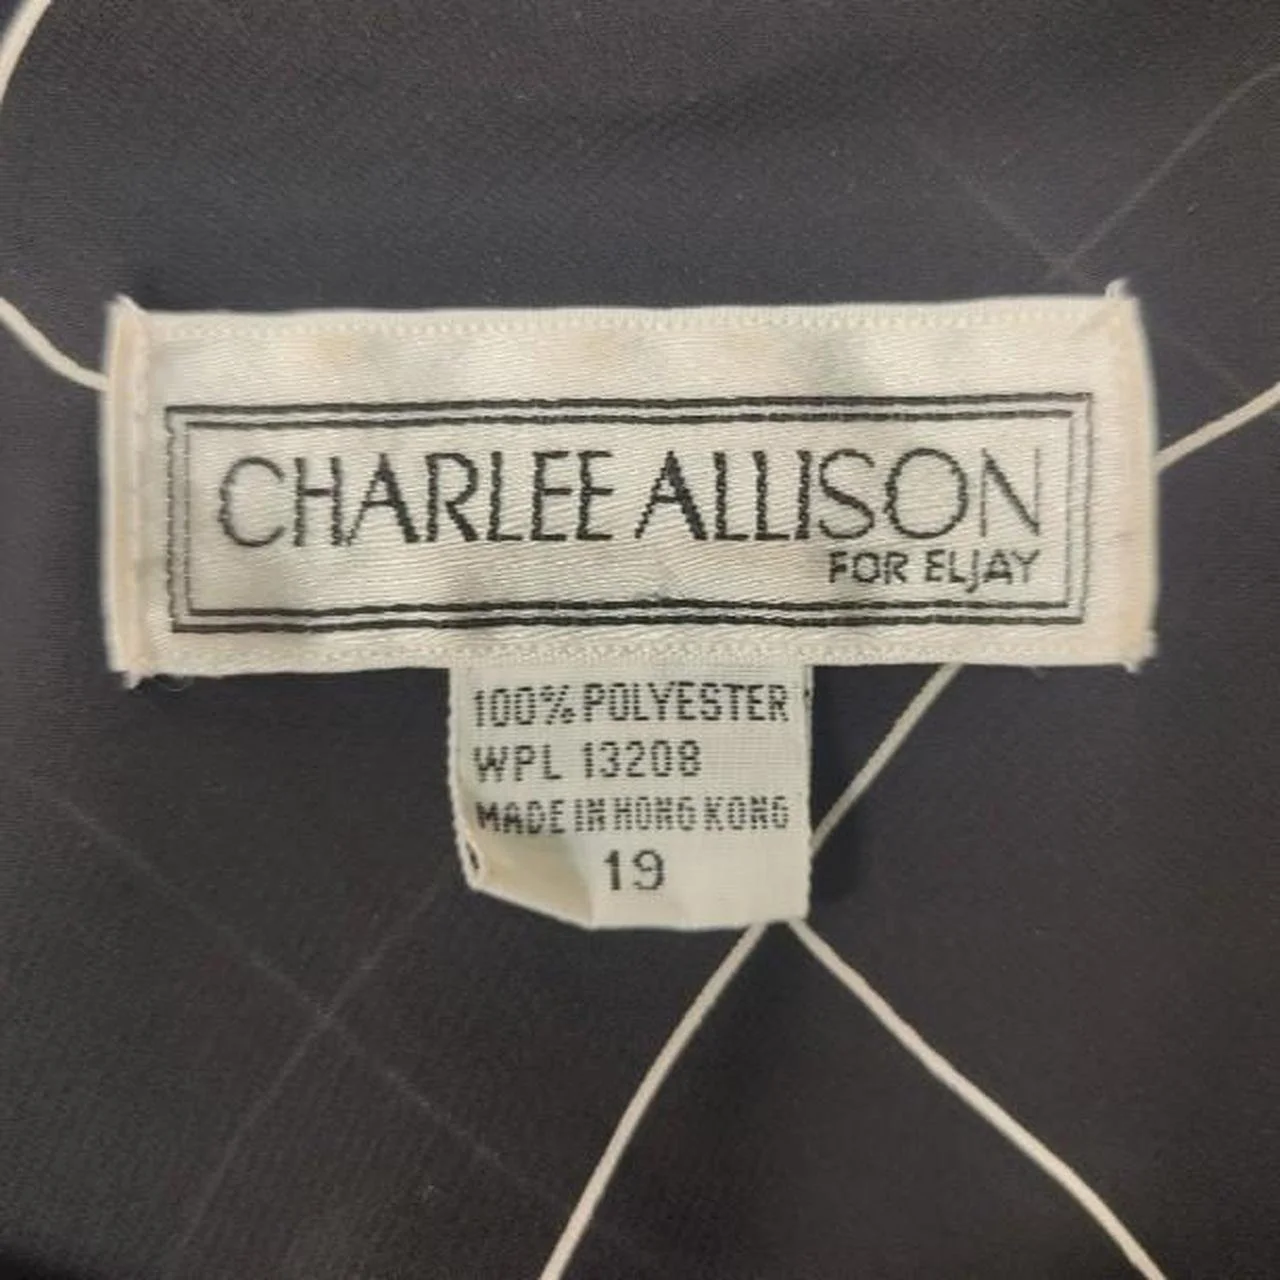 CHARLEE ALLISON
FOR ELJAY
100% POLYESTER
WPL 13208
MADE IN HONG KONG
19